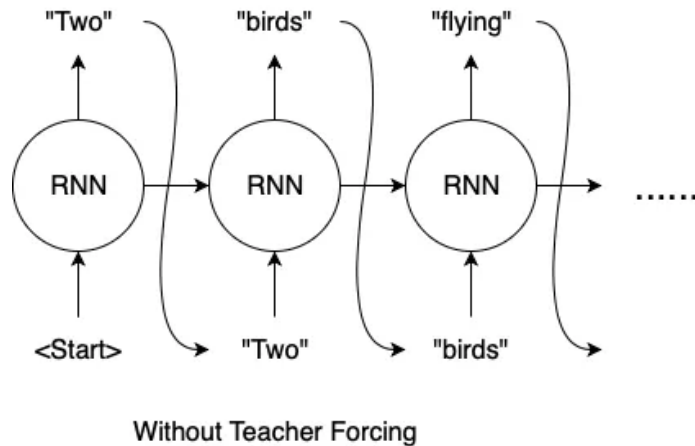 "Two" "birds" "flying"
RNN RNN RNN ......
<Start> "Two" "birds"
Without Teacher Forcing